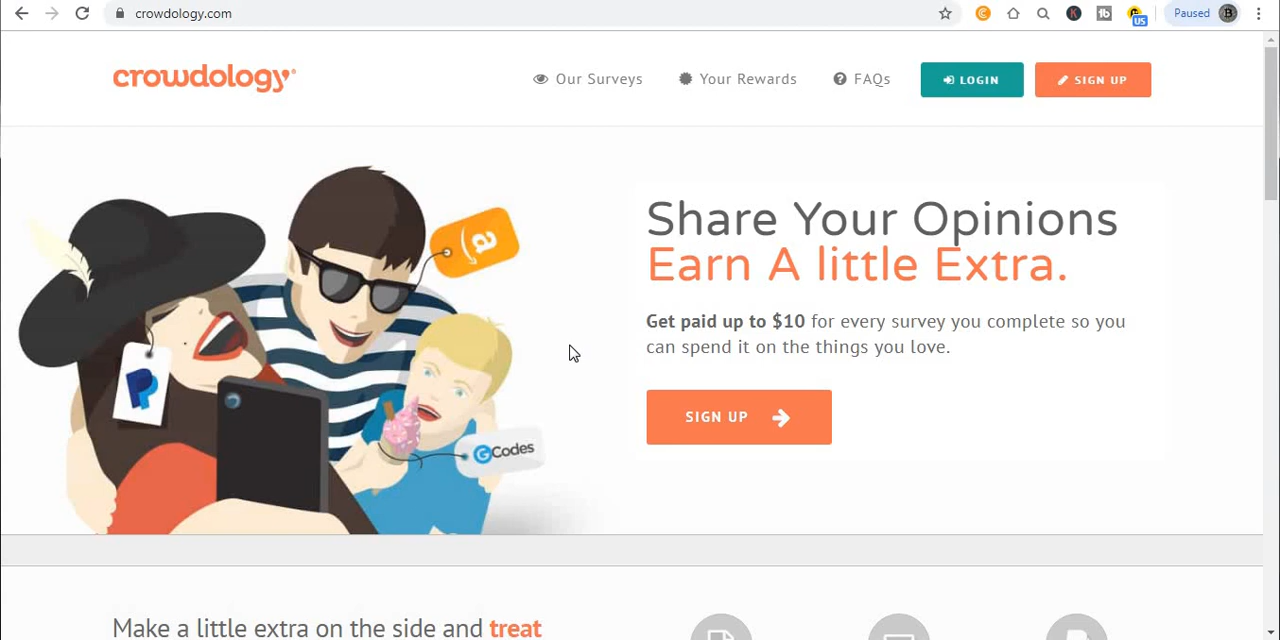 crowdology.com
US
Paused
crowdology
Our Surveys
Your Rewards
FAQs
LOGIN
SIGN UP
Share Your Opinions
Earn A little Extra.
Get paid up to $10 for every survey you complete so you
can spend it on the things you love.
SIGN UP
GCodes
Make a little extra on the side and treat